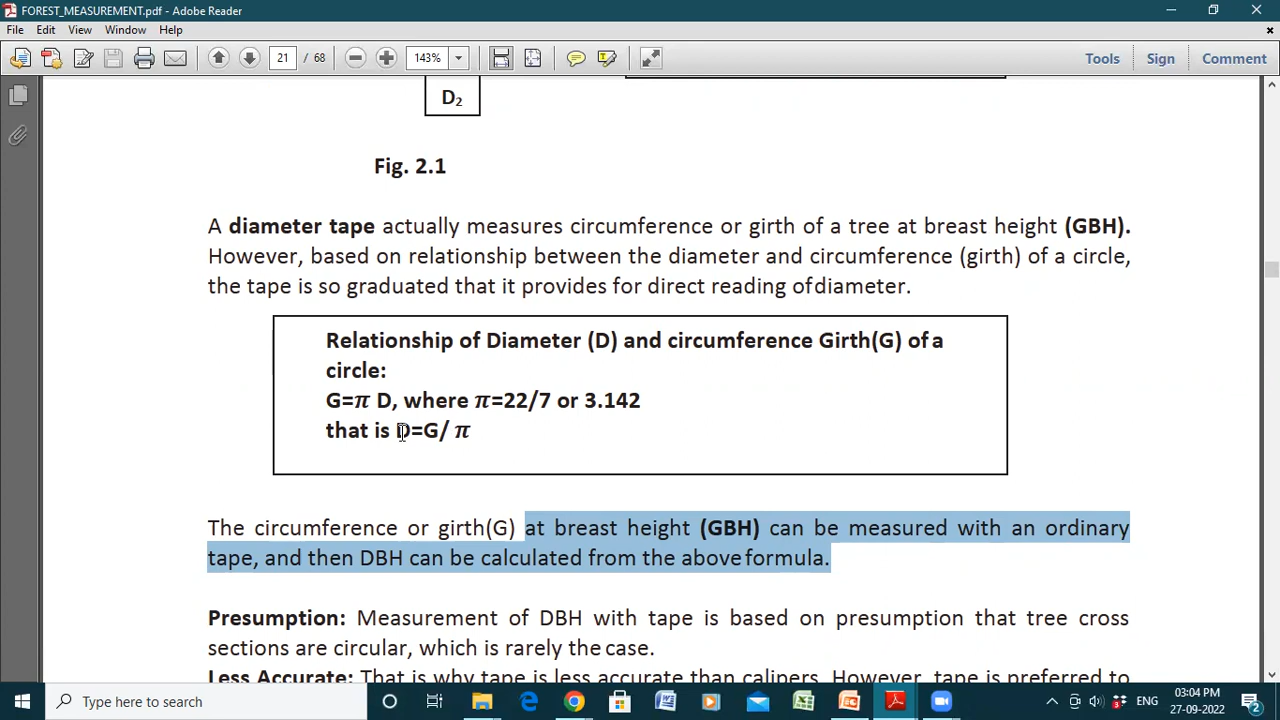 FOREST_MEASUREMENT.pdf - Adobe Reader
File Edit View Window Help
21 / 68 143% Tools Sign Comment
D₂
Fig. 2.1
A diameter tape actually measures circumference or girth of a tree at breast height (GBH).
However, based on relationship between the diameter and circumference (girth) of a circle,
the tape is so graduated that it provides for direct reading of diameter.
Relationship of Diameter (D) and circumference Girth(G) of a
circle:
G=π D, where π=22/7 or 3.142
that is D=G/ π
The circumference or girth(G) at breast height (GBH) can be measured with an ordinary
tape, and then DBH can be calculated from the above formula.
Presumption: Measurement of DBH with tape is based on presumption that tree cross
sections are circular, which is rarely the case.
Less Accurate: That is why tape is less accurate than calipers. However, tape is preferred to
Type here to search
ENG
03:04 PM
27-09-2022
2